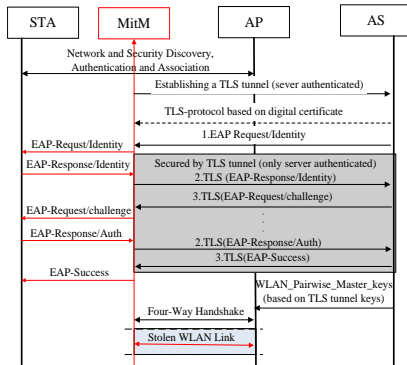 STA
MitM
AP
AS
Network and Security Discovery,
Authentication and Association
Establishing a TLS tunnel (sever authenticated)
TLS-protocol based on digital certificate
1.EAP Request/Identity
EAP-Requst/Identity
EAP-Response/Identity
Secured by TLS tunnel (only server authenticated)
2.TLS (EAP-Response/Identity)
3.TLS(EAP-Request/challenge)
EAP-Request/challenge
EAP-Response/Auth
2.TLS(EAP-Response/Auth)
3.TLS(EAP-Success)
EAP-Success
WLAN_Pairwise_Master_keys
(based on TLS tunnel keys)
Four-Way Handshake
Stolen WLAN Link